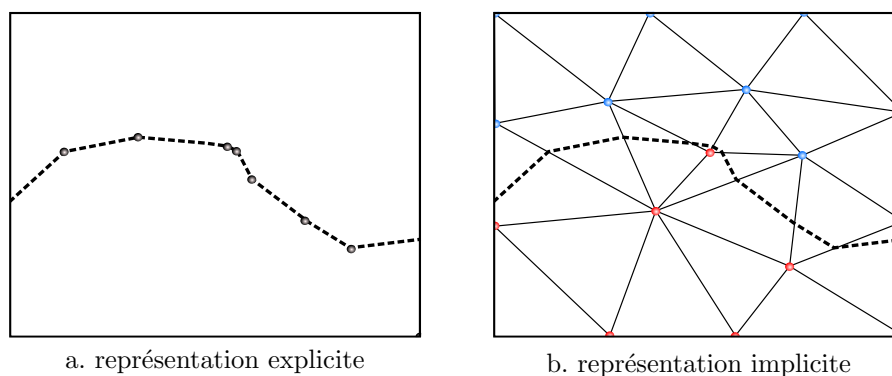 a. représentation explicite
b. représentation implicite